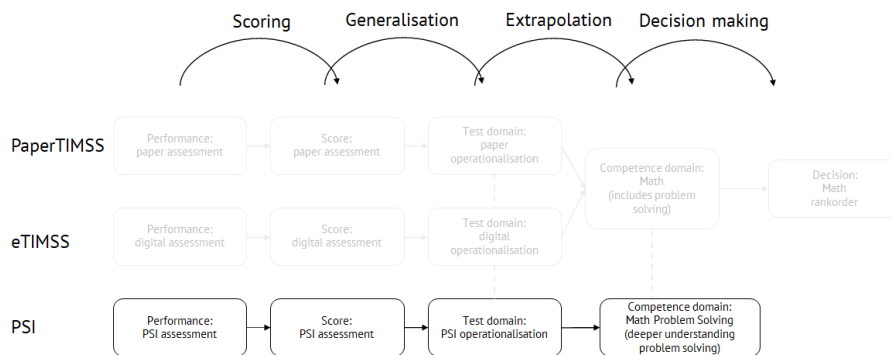 Scoring
Generalisation
Extrapolation
Decision making
PaperTIMSS
Performance:
paper assessment
Score:
paper assessment
Test domain:
paper
operationalisation
Competence domain:
Math
(includes problem
solving)
Decision:
Math
rankorder
eTIMSS
Performance:
digital assessment
Score:
digital assessment
Test domain:
digital
operationalisation
PSI
Performance:
PSI assessment
Score:
PSI assessment
Test domain:
PSI operationalisation
Competence domain:
Math Problem Solving
(deeper understanding
problem solving)